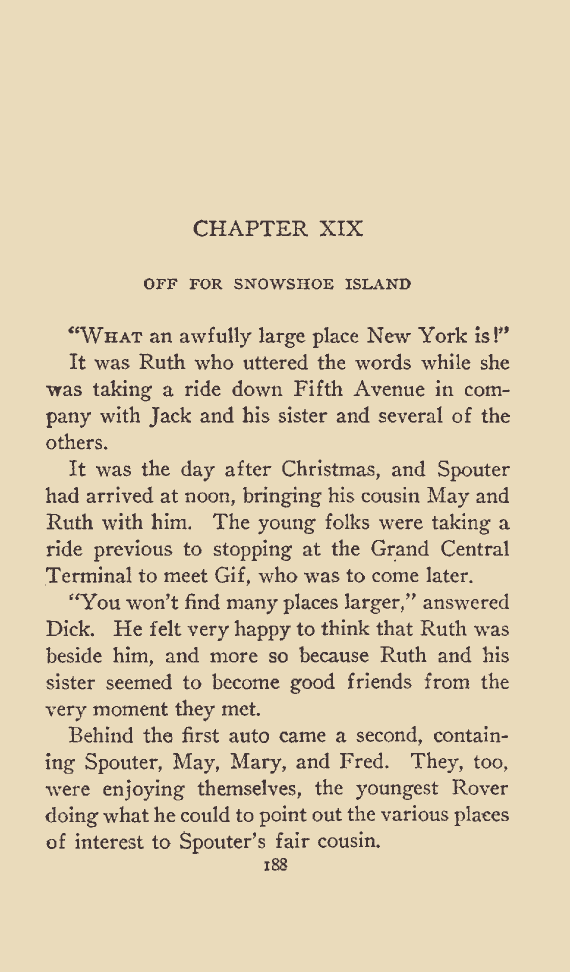 CHAPTER XIX
OFF FOR SNOWSHOE ISLAND
“WHAT an awfully large place New York is!”
It was Ruth who uttered the words while she
was taking a ride down Fifth Avenue in com-
pany with Jack and his sister and several of the
others.
It was the day after Christmas, and Spouter
had arrived at noon, bringing his cousin May and
Ruth with him. The young folks were taking a
ride previous to stopping at the Grand Central
Terminal to meet Gif, who was to come later.
“You won’t find many places larger,” answered
Dick. He felt very happy to think that Ruth was
beside him, and more so because Ruth and his
sister seemed to become good friends from the
very moment they met.
Behind the first auto came a second, contain-
ing Spouter, May, Mary, and Fred. They, too,
were enjoying themselves, the youngest Rover
doing what he could to point out the various places
of interest to Spouter’s fair cousin.
188